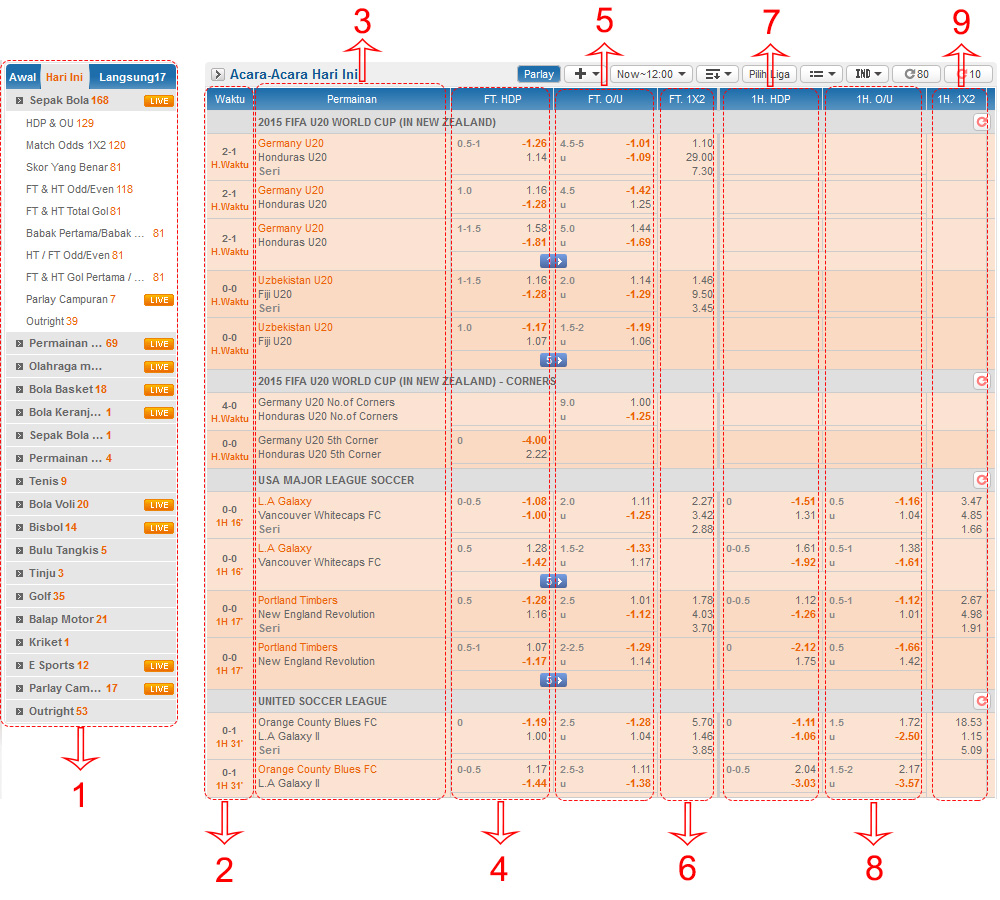 3 5 7 9
Awal Hari Ini Langsung17
Sepak Bola 168 LIVE
HDP & OU 129
Match Odds 1X2 120
Skor Yang Benar 81
FT & HT Odd/Even 118
FT & HT Total Gol 81
Babak Pertama/Babak ... 81
HT / FT Odd/Even 81
FT & HT Gol Pertama / ... 81
Parlay Campuran 7 LIVE
Outright 39
Permainan ... 69 LIVE
Olahraga m... LIVE
Bola Basket 18 LIVE
Bola Keranj... 1 LIVE
Sepak Bola ... 1
Permainan ... 4
Tenis 9
Bola Voli 20 LIVE
Bisbol 14 LIVE
Bulu Tangkis 5
Tinju 3
Golf 35
Balap Motor 21
Kriket 1
E Sports 12 LIVE
Parlay Cam... 17 LIVE
Outright 53
1
Acara-Acara Hari Ini Parlay Now~12:00 Pilih Liga IND 80 10
Waktu Permainan FT. HDP FT. O/U FT. 1X2 1H. HDP 1H. O/U 1H. 1X2
2015 FIFA U20 WORLD CUP (IN NEW ZEALAND)
Germany U20 0.5-1 -1.26 4.5-5 -1.01 1.10
2-1 Honduras U20 1.14 u -1.09 29.00
H.Waktu Seri 7.30
2-1 Germany U20 1.0 1.16 4.5 -1.42
H.Waktu Honduras U20 -1.28 u 1.25
Germany U20 1-1.5 1.58 5.0 1.44
2-1 Honduras U20 -1.81 u -1.69
H.Waktu
Uzbekistan U20 1-1.5 1.16 2.0 1.14 1.46
0-0 Fiji U20 -1.28 u -1.29 9.50
H.Waktu Seri 3.45
Uzbekistan U20 1.0 -1.17 1.5-2 -1.19
0-0 Fiji U20 1.07 u 1.06
H.Waktu 5
2015 FIFA U20 WORLD CUP (IN NEW ZEALAND) - CORNERS
4-0 Germany U20 No.of Corners 9.0 1.00
H.Waktu Honduras U20 No.of Corners u -1.25
0-0 Germany U20 5th Corner 0 -4.00
H.Waktu Honduras U20 5th Corner 2.22
USA MAJOR LEAGUE SOCCER
L.A Galaxy 0-0.5 -1.08 2.0 1.11 2.27 0 -1.51 0.5 -1.16 3.47
0-0 Vancouver Whitecaps FC -1.00 u -1.25 3.42 1.31 u 1.04 4.85
1H 16' Seri 2.88 1.66
L.A Galaxy 0.5 1.28 1.5-2 -1.33 0-0.5 1.61 0.5-1 1.38
0-0 Vancouver Whitecaps FC -1.42 u 1.17 -1.92 u -1.61
1H 16' 5
Portland Timbers 0.5 -1.28 2.5 1.01 1.78 0-0.5 1.12 0.5-1 -1.12 2.67
0-0 New England Revolution 1.16 u -1.12 4.03 -1.26 u 1.01 4.98
1H 17' Seri 3.70 1.91
Portland Timbers 0.5-1 1.07 2-2.5 -1.29 0 -2.12 0.5 -1.66
0-0 New England Revolution -1.17 u 1.14 1.75 u 1.42
1H 17' 5
UNITED SOCCER LEAGUE
Orange County Blues FC 0 -1.19 2.5 -1.28 5.70 0 -1.11 1.5 1.72 18.53
0-1 L.A Galaxy II 1.00 u 1.04 1.46 -1.06 u -2.50 1.15
1H 31' Seri 3.85 5.09
0-1 Orange County Blues FC 0-0.5 1.17 2.5-3 1.11 0-0.5 2.04 1.5-2 2.17
1H 31' L.A Galaxy II -1.44 u -1.38 -3.03 u -3.57
2 4 6 8